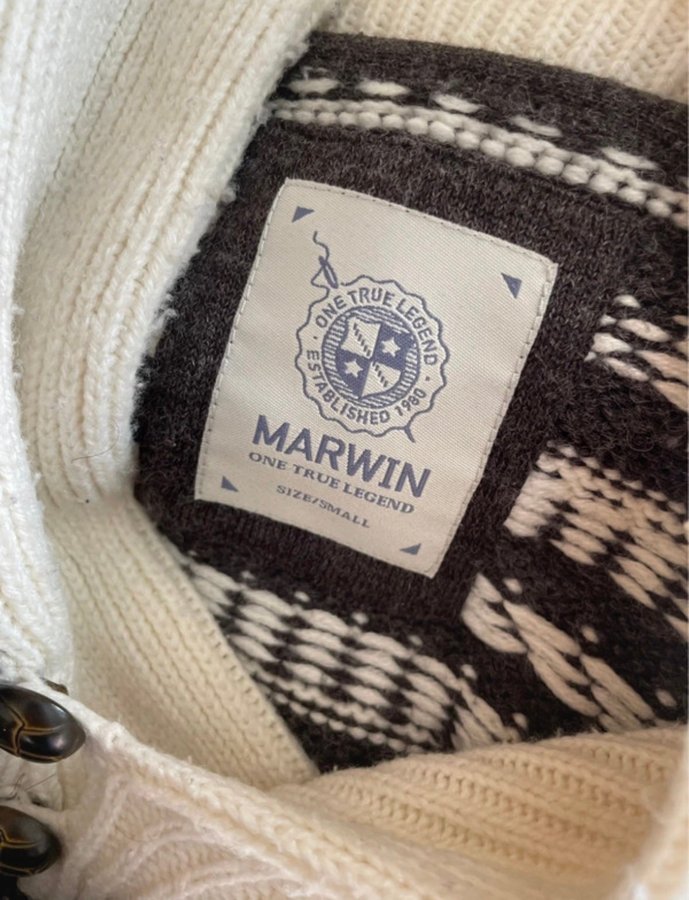 ONE TRUE LEGEND
ESTABLISHED 1980
MARWIN
ONE TRUE LEGEND
SIZE/SMALL